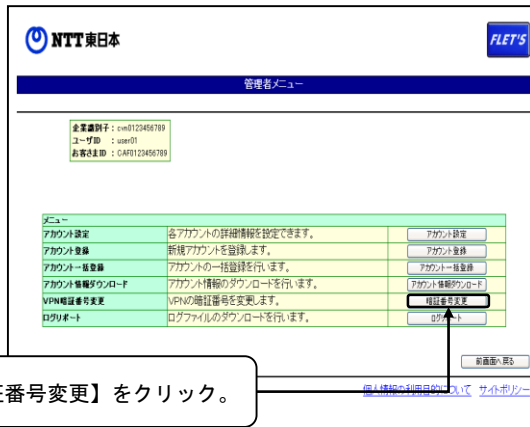 NTT東日本
FLET'S
管理者メニュー
企業識別子：cvn0123456789
ユーザID ：user01
お客さまID ：CAF0123456789
メニュー
アカウント設定 各アカウントの詳細情報を設定できます。 アカウント設定
アカウント登録 新規アカウントを登録します。 アカウント登録
アカウント一括登録 アカウントの一括登録を行います。 アカウント一括登録
アカウント情報ダウンロード アカウント情報のダウンロードを行います。 アカウント情報ダウンロード
VPN暗証番号変更 VPNの暗証番号を変更します。 暗証番号変更
ログリポート ログファイルのダウンロードを行います。 ログリポート
前画面へ戻る
証番号変更】をクリック。
個人情報の利用目的について サイトポリシー